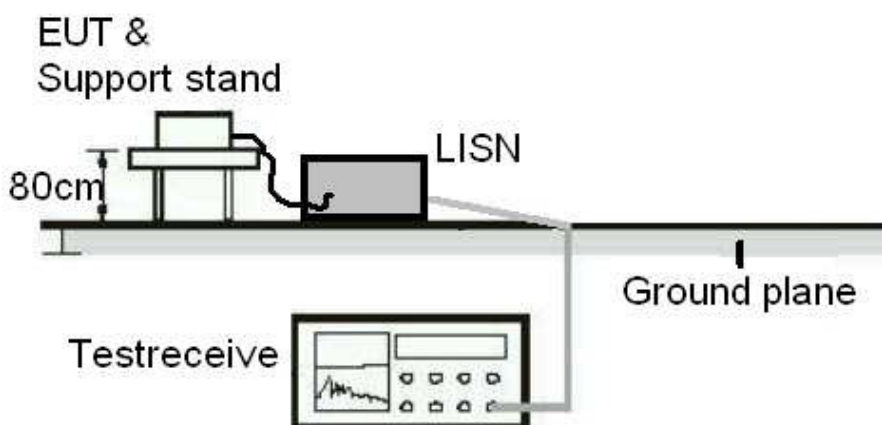 EUT &
Support stand
LISN
80cm
Ground plane
Testreceive